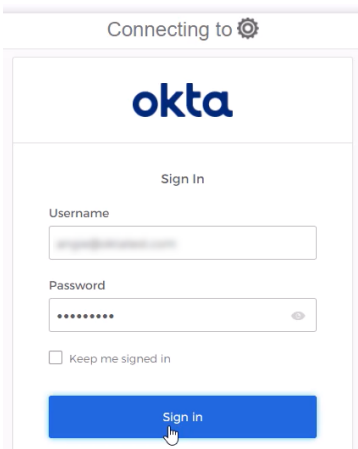 Connecting to
okta
Sign In
Username
Password
Keep me signed in
Sign in